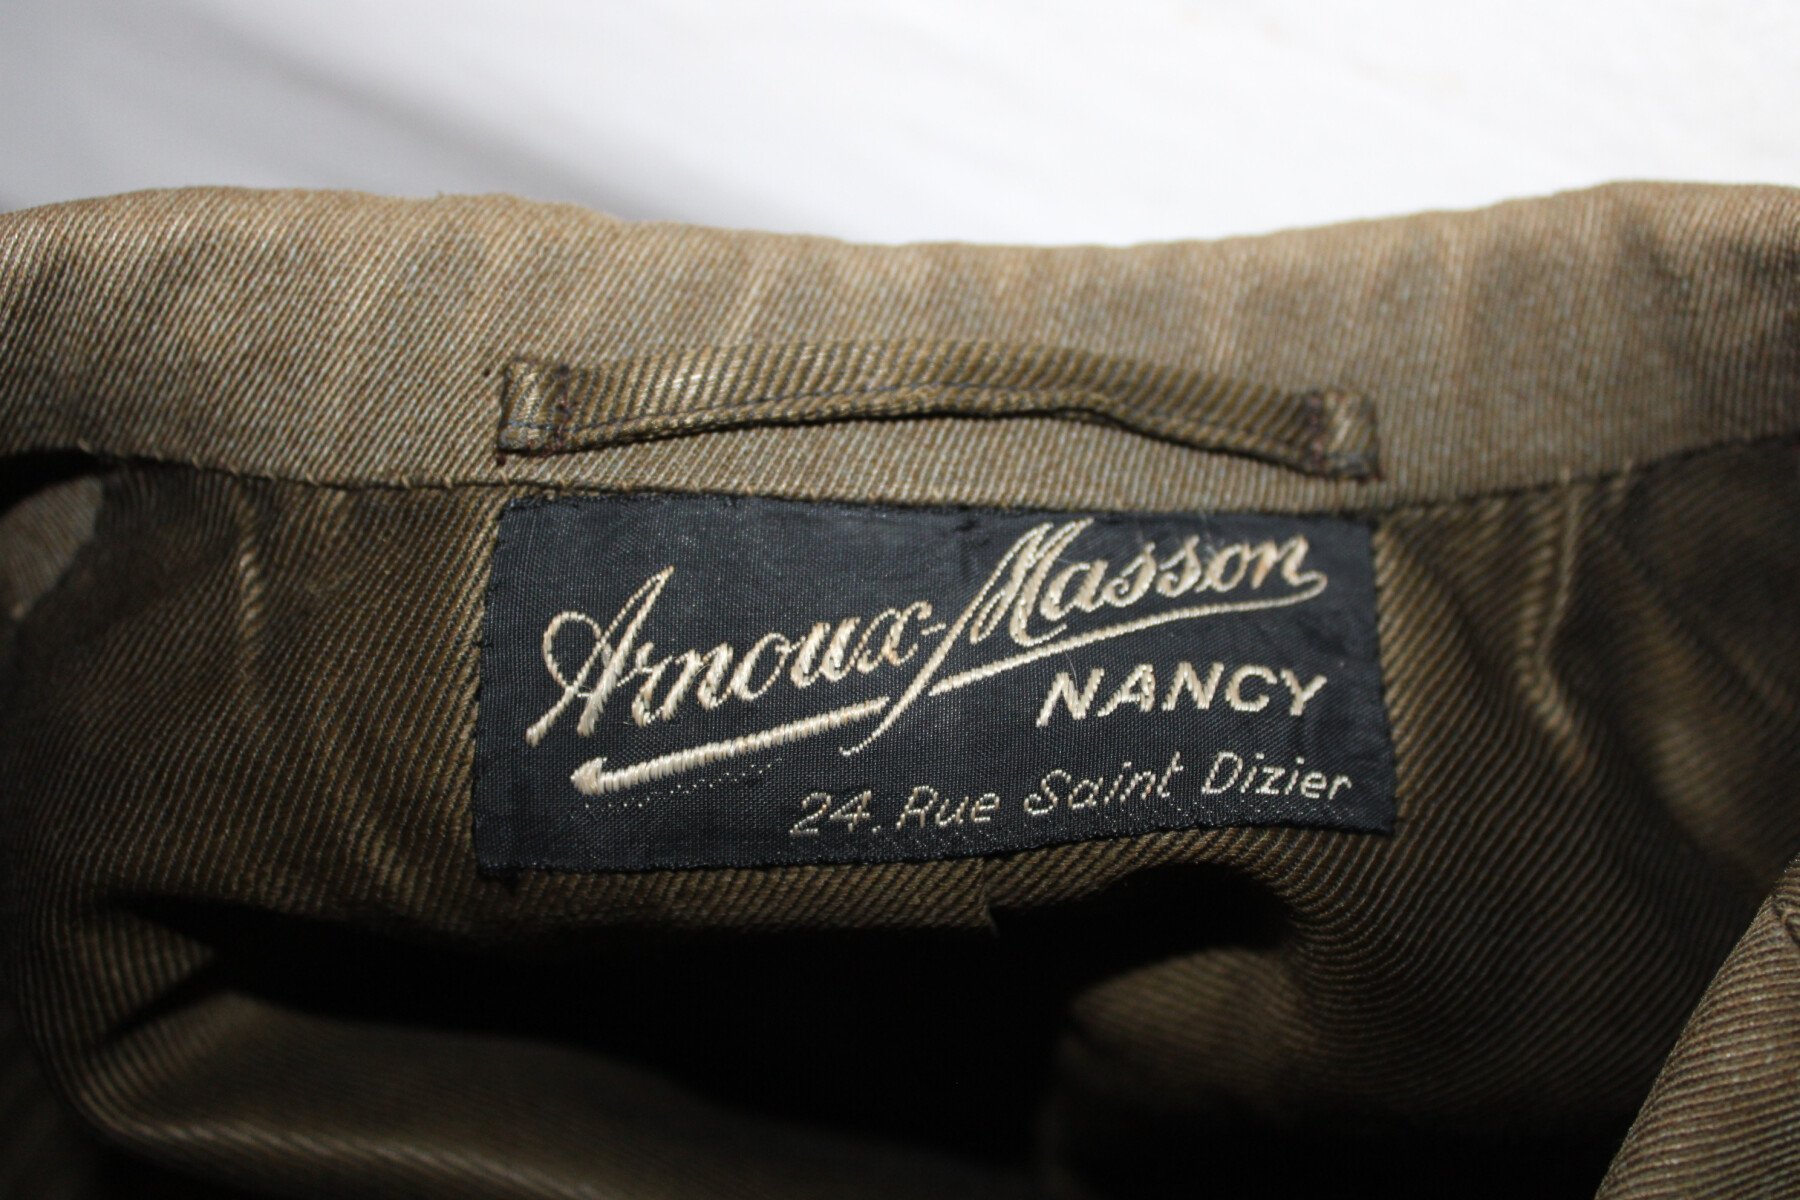 Arnoux-Masson
NANCY
24. Rue Saint Dizier